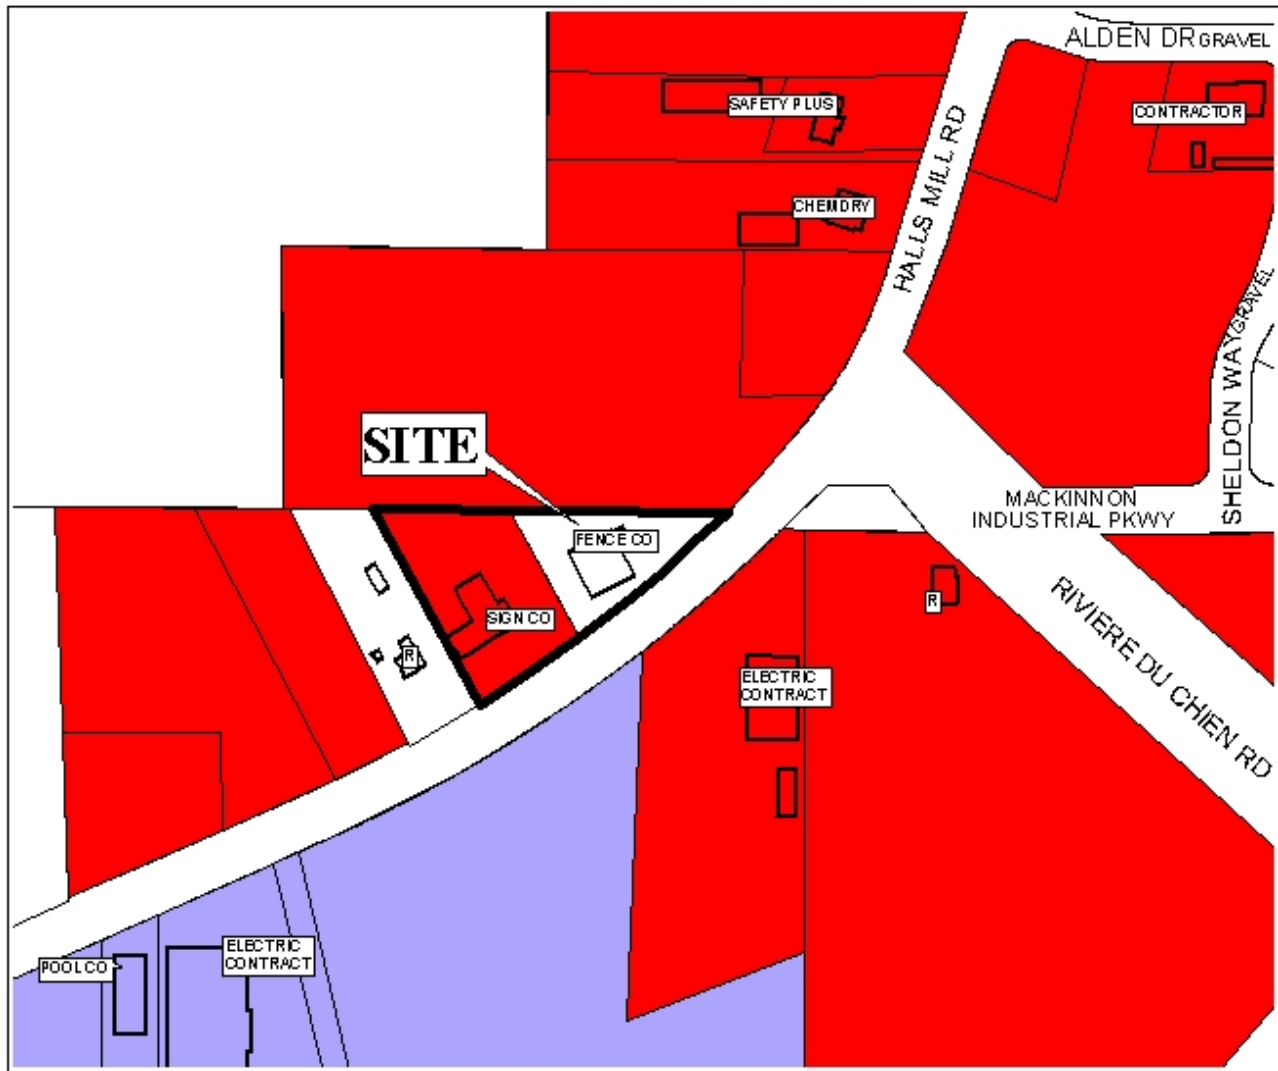 ALDEN DR GRAVEL
SAFETY PLUS
CONTRACTOR
HALLS MILL RD
CHEMDRY
SHELDON WAY GRAVEL
SITE
MACKINNON
INDUSTRIAL PKWY
FENCE CO
R
SIGN CO
RIVIERE DU CHIEN RD
R
ELECTRIC
CONTRACT
ELECTRIC
CONTRACT
POOL CO